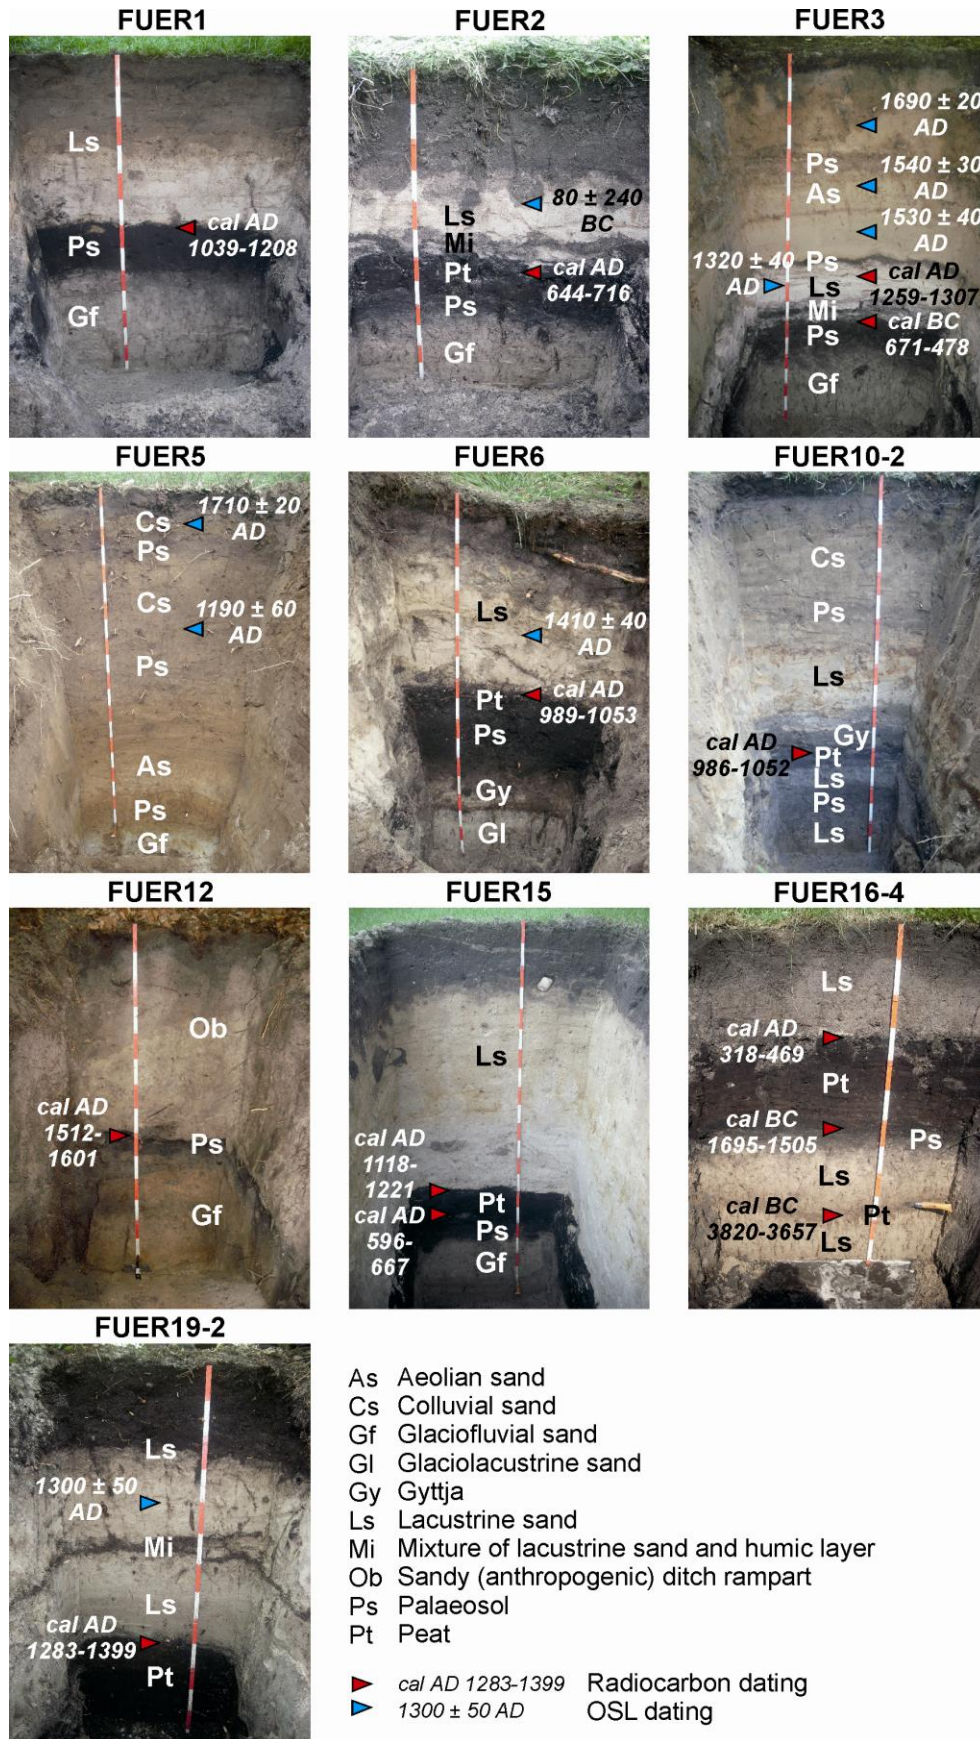 FUER1
Ls
cal AD
1039-1208
Ps
Gf
FUER2
80 ± 240
BC
Ls
Mi
Pt
cal AD
644-716
Ps
Gf
FUER3
1690 ± 20
AD
Ps
1540 ± 30
AD
As
1530 ± 40
AD
Ps
1320 ± 40
AD
cal AD
1259-1307
Ls
Mi
cal BC
671-478
Ps
Gf
FUER5
1710 ± 20
AD
Cs
Ps
Cs
1190 ± 60
AD
Ps
As
Ps
Gf
FUER6
Ls
1410 ± 40
AD
Pt
cal AD
989-1053
Ps
Gy
Gl
FUER10-2
Cs
Ps
Ls
Gy
cal AD
986-1052
Pt
Ls
Ps
Ls
FUER12
Ob
cal AD
1512-
1601
Ps
Gf
FUER15
Ls
cal AD
1118-
1221
Pt
cal AD
596-
667
Ps
Gf
FUER16-4
Ls
cal AD
318-469
Pt
cal BC
1695-1505
Ps
Ls
cal BC
3820-3657
Pt
Ls
FUER19-2
Ls
1300 ± 50
AD
Mi
Ls
cal AD
1283-1399
Pt
As Aeolian sand
Cs Colluvial sand
Gf Glaciofluvial sand
Gl Glaciolacustrine sand
Gy Gyttja
Ls Lacustrine sand
Mi Mixture of lacustrine sand and humic layer
Ob Sandy (anthropogenic) ditch rampart
Ps Palaeosol
Pt Peat
cal AD 1283-1399 Radiocarbon dating
1300 ± 50 AD OSL dating